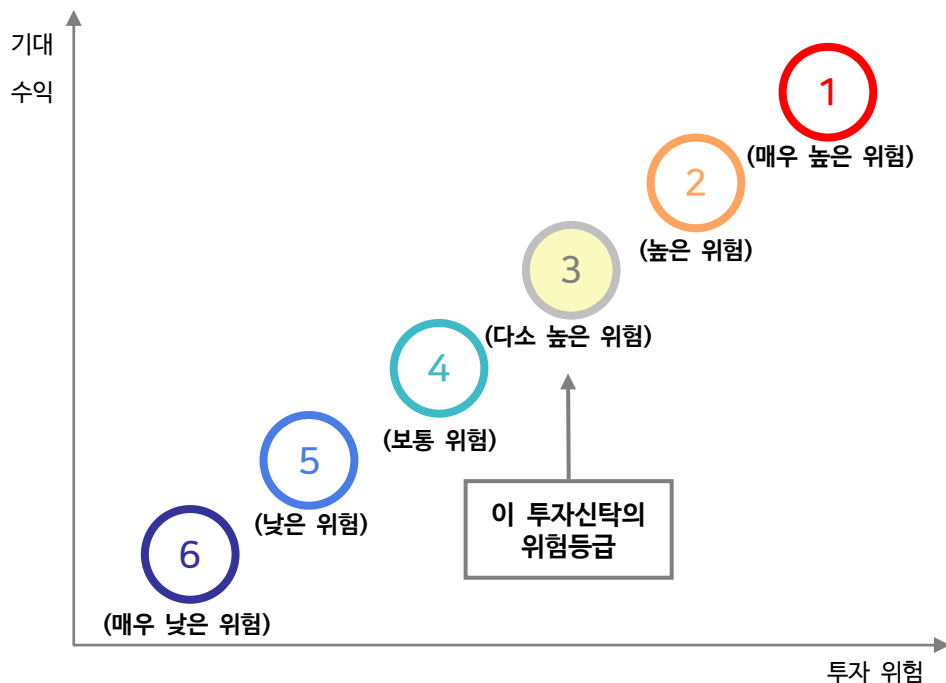 기대
수익
1
(매우 높은 위험)
2
(높은 위험)
3
(다소 높은 위험)
4
(보통 위험)
5
(낮은 위험)
이 투자신탁의
위험등급
6
(매우 낮은 위험)
투자 위험